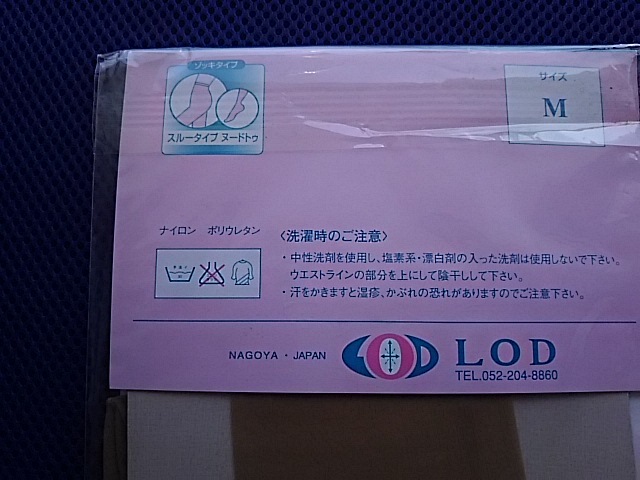 ゾッキタイプ
スルータイプ ヌードトゥ
サイズ
M
ナイロン ポリウレタン
〈洗濯時のご注意〉
・中性洗剤を使用し、塩素系・漂白剤の入った洗剤は使用しないで下さい。
ウエストラインの部分を上にして陰干しして下さい。
・汗をかきますと湿疹、かぶれの恐れがありますのでご注意下さい。
NAGOYA・JAPAN
LOD
LOD
TEL.052-204-8860